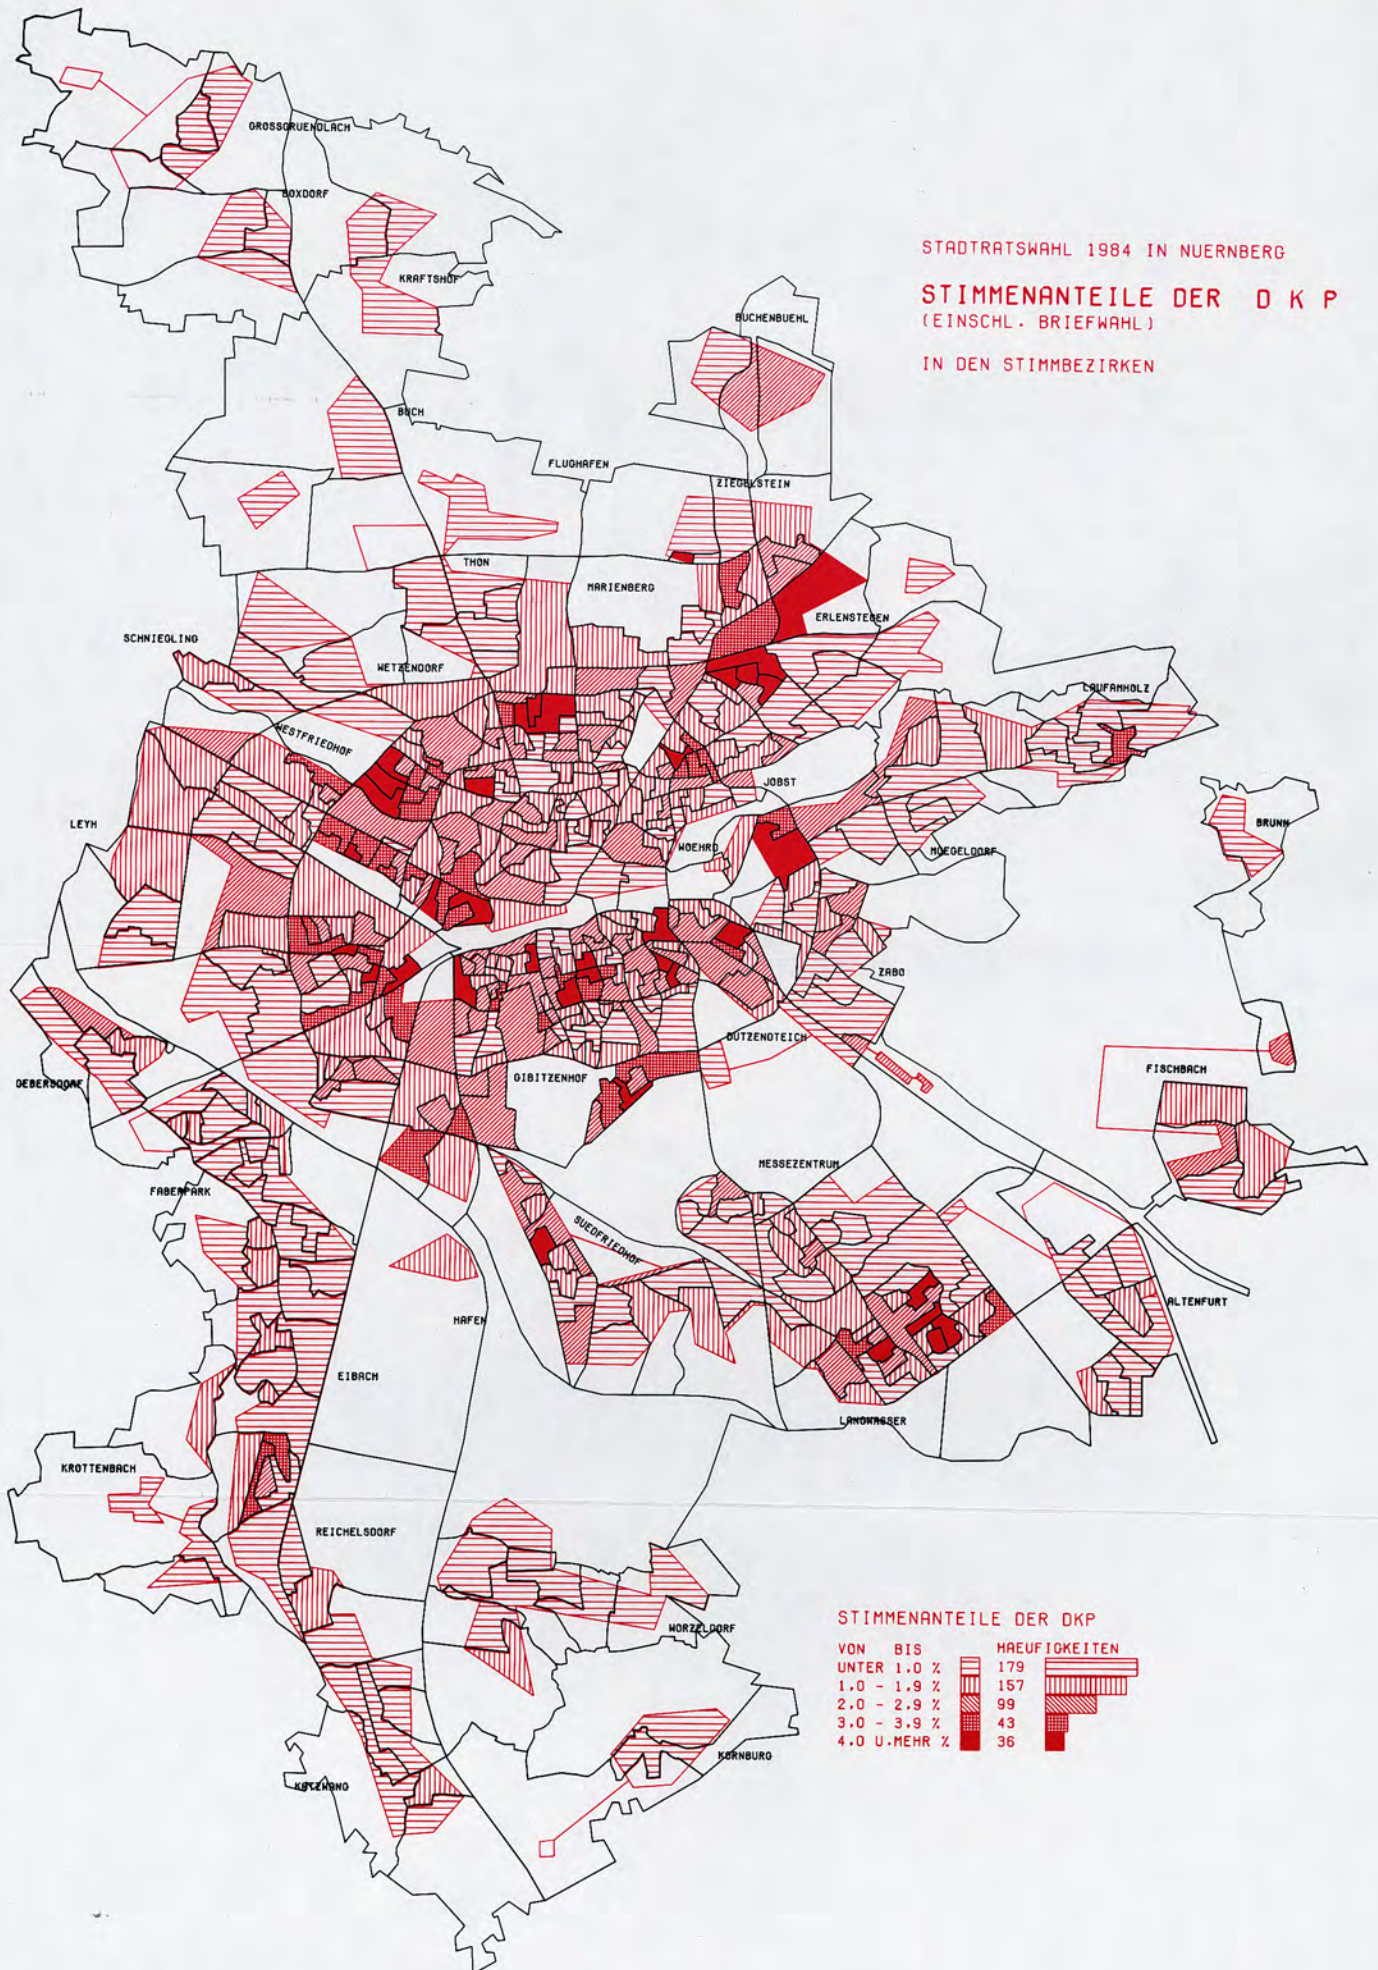 GROSSGRUENDLACH
BOXDORF
KRAFTSHOF
STADTRATSWAHL 1984 IN NUERNBERG
STIMMENANTEILE DER D K P
(EINSCHL. BRIEFWAHL)
IN DEN STIMMBEZIRKEN
BUCHENBUEHL
BUCH
FLUGHAFEN
ZIEGELSTEIN
THON
MARIENBERG
ERLENSTEGEN
SCHNIEGLING
WETZENDORF
LAUFAMHOLZ
WESTFRIEDHOF
JOBST
LEYH
BRUNN
WOEHRD
MOEGELDORF
ZABO
DUTZENDTEICH
FISCHBACH
GEBERSDORF
GIBITZENHOF
MESSEZENTRUM
FABERPARK
SUEDFRIEDHOF
ALTENFURT
HAFEN
EIBACH
LANGWASSER
KROTTENBACH
REICHELSDORF
WORZELDORF
STIMMENANTEILE DER DKP
VON BIS HAEUFIGKEITEN
UNTER 1.0 % 179
1.0 - 1.9 % 157
2.0 - 2.9 % 99
3.0 - 3.9 % 43
4.0 U.MEHR % 36
KORNBURG
KATZWANG